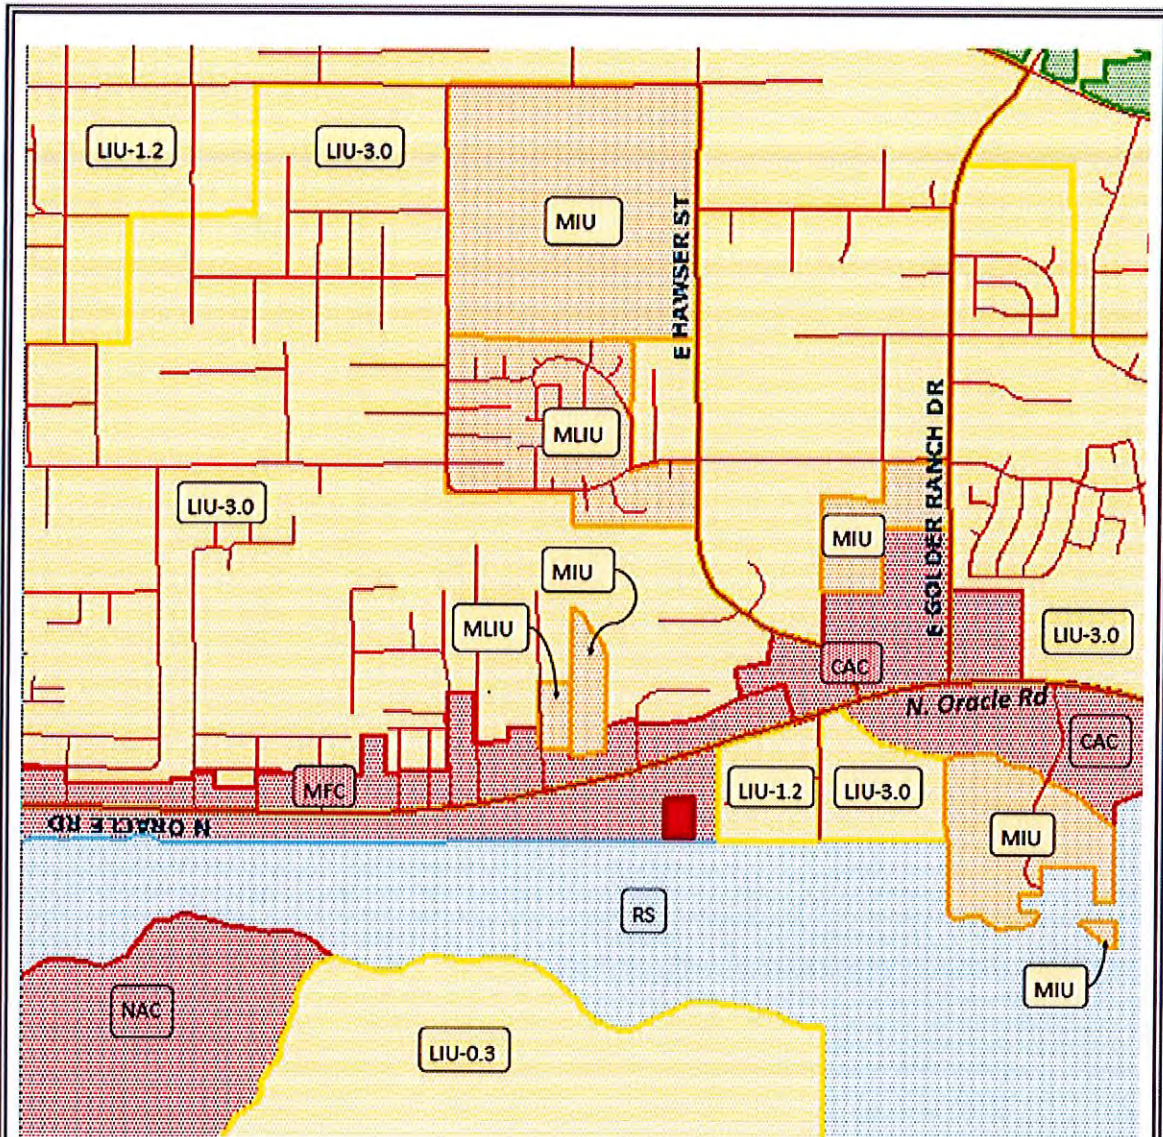 LIU-1.2
LIU-3.0
MIU
E HAWSER ST
MLIU
E GOLDER RANCH DR
LIU-3.0
MIU
MIU
MLIU
LIU-3.0
CAC
N. Oracle Rd
CAC
MFC
LIU-1.2
LIU-3.0
N ORACLE RD
MIU
RS
MIU
NAC
LIU-0.3